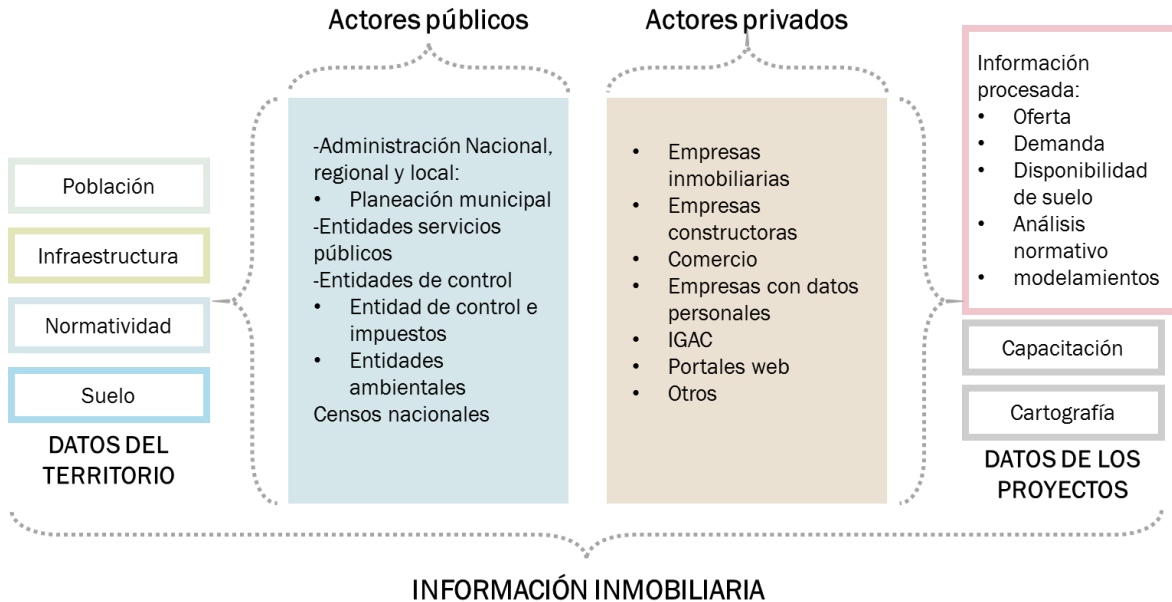 Actores públicos
Actores privados
Población
Infraestructura
Normatividad
Suelo
DATOS DEL
TERRITORIO
-Administración Nacional,
regional y local:
• Planeación municipal
-Entidades servicios
públicos
-Entidades de control
• Entidad de control e
impuestos
• Entidades
ambientales
Censos nacionales
• Empresas
inmobiliarias
• Empresas
constructoras
• Comercio
• Empresas con datos
personales
• IGAC
• Portales web
• Otros
Información
procesada:
• Oferta
• Demanda
• Disponibilidad
de suelo
• Análisis
normativo
• modelamientos
Capacitación
Cartografía
DATOS DE LOS
PROYECTOS
INFORMACIÓN INMOBILIARIA